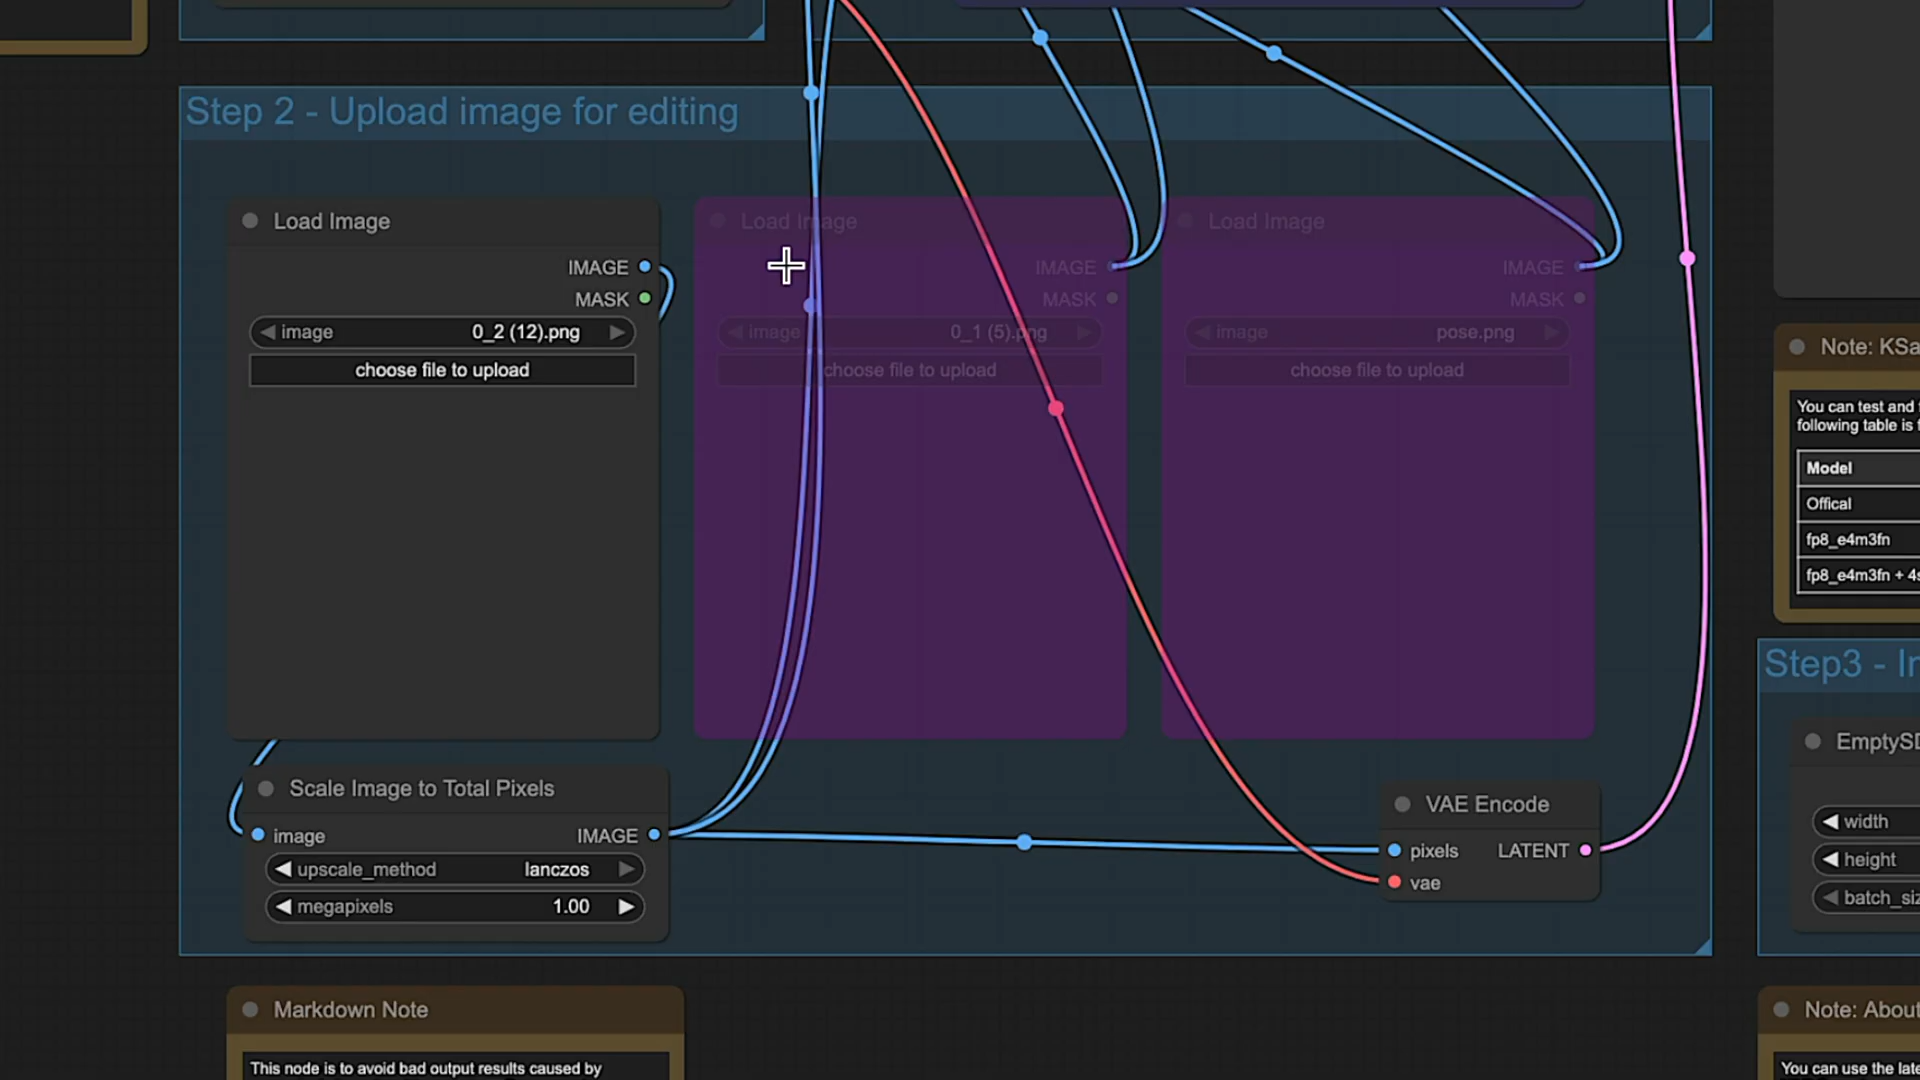 Step 2 - Upload image for editing
Load Image
IMAGE
MASK
image 0_2 (12).png
choose file to upload
Load Image
IMAGE
MASK
image 0_1 (5).png
choose file to upload
Load Image
IMAGE
MASK
image pose.png
choose file to upload
Scale Image to Total Pixels
image IMAGE
upscale_method lanczos
megapixels 1.00
VAE Encode
pixels LATENT
vae
Markdown Note
This node is to avoid bad output results caused by
Note: KSa
You can test and
following table is
Model
Offical
fp8_e4m3fn
fp8_e4m3fn + 4s
Step3 - In
EmptySD
width
height
batch_siz
Note: About
You can use the late